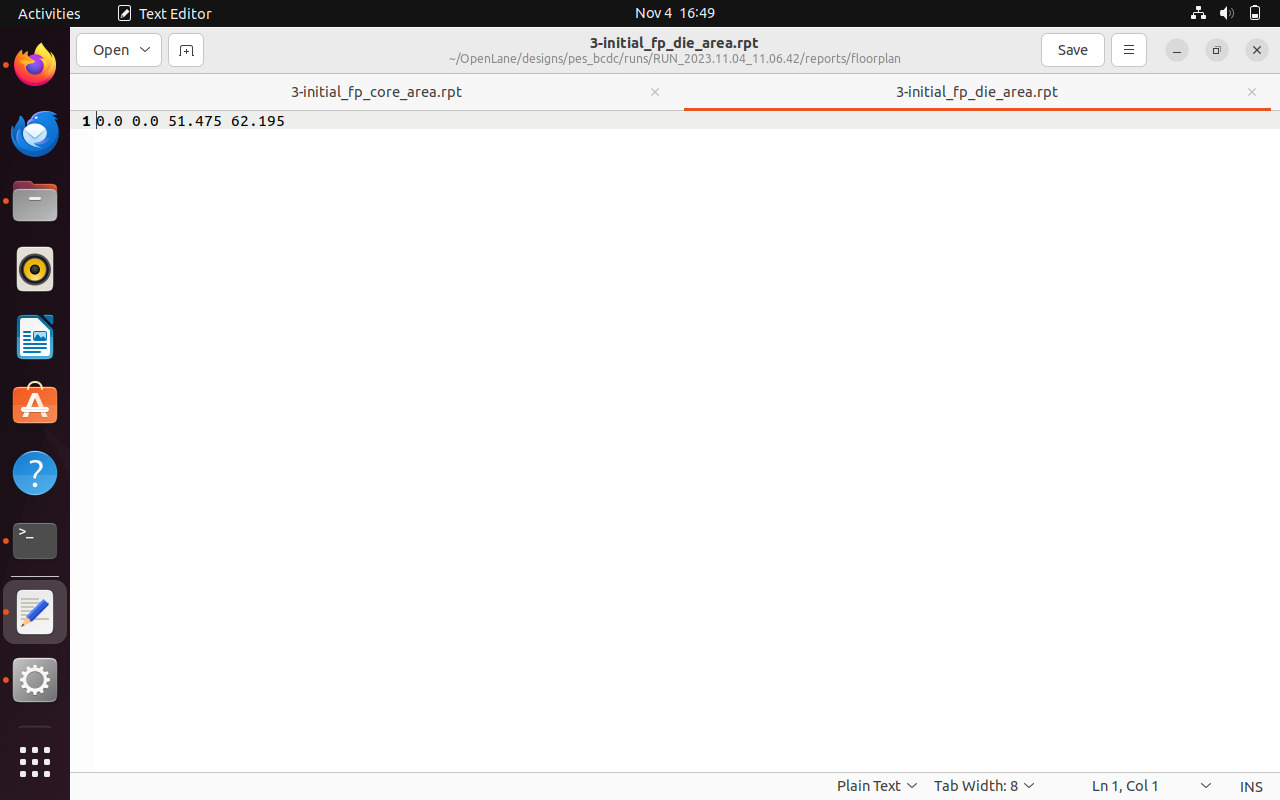 Activities
Text Editor
Nov 4 16:49
Open
3-initial_fp_die_area.rpt
~/OpenLane/designs/pes_bcdc/runs/RUN_2023.11.04_11.06.42/reports/floorplan
Save
3-initial_fp_core_area.rpt
3-initial_fp_die_area.rpt
1 0.0 0.0 51.475 62.195
Plain Text
Tab Width: 8
Ln 1, Col 1
INS